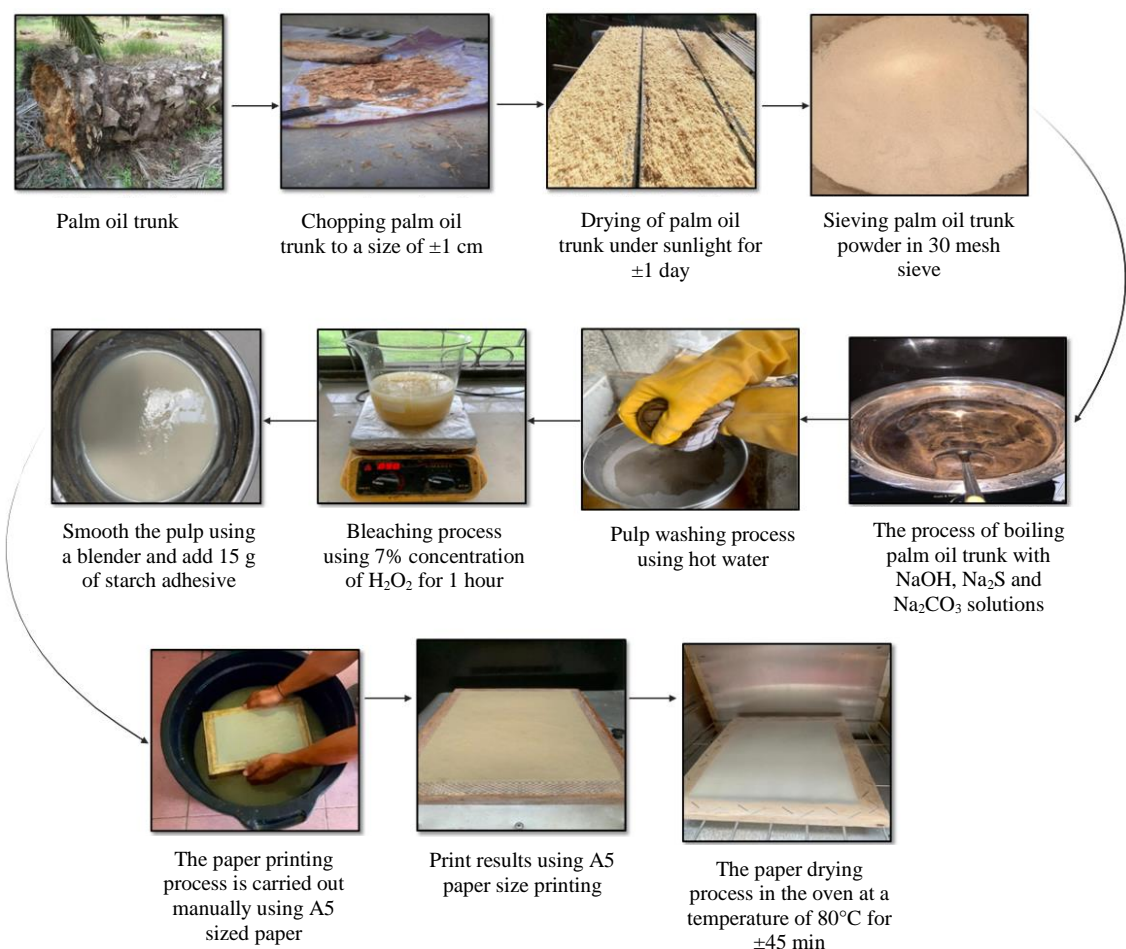 Palm oil trunk
Chopping palm oil
trunk to a size of ±1 cm
Drying of palm oil
trunk under sunlight for
±1 day
Sieving palm oil trunk
powder in 30 mesh
sieve
The process of boiling
palm oil trunk with
NaOH, Na₂S and
Na₂CO₃ solutions
Pulp washing process
using hot water
Bleaching process
using 7% concentration
of H₂O₂ for 1 hour
Smooth the pulp using
a blender and add 15 g
of starch adhesive
The paper printing
process is carried out
manually using A5
sized paper
Print results using A5
paper size printing
The paper drying
process in the oven at a
temperature of 80°C for
±45 min